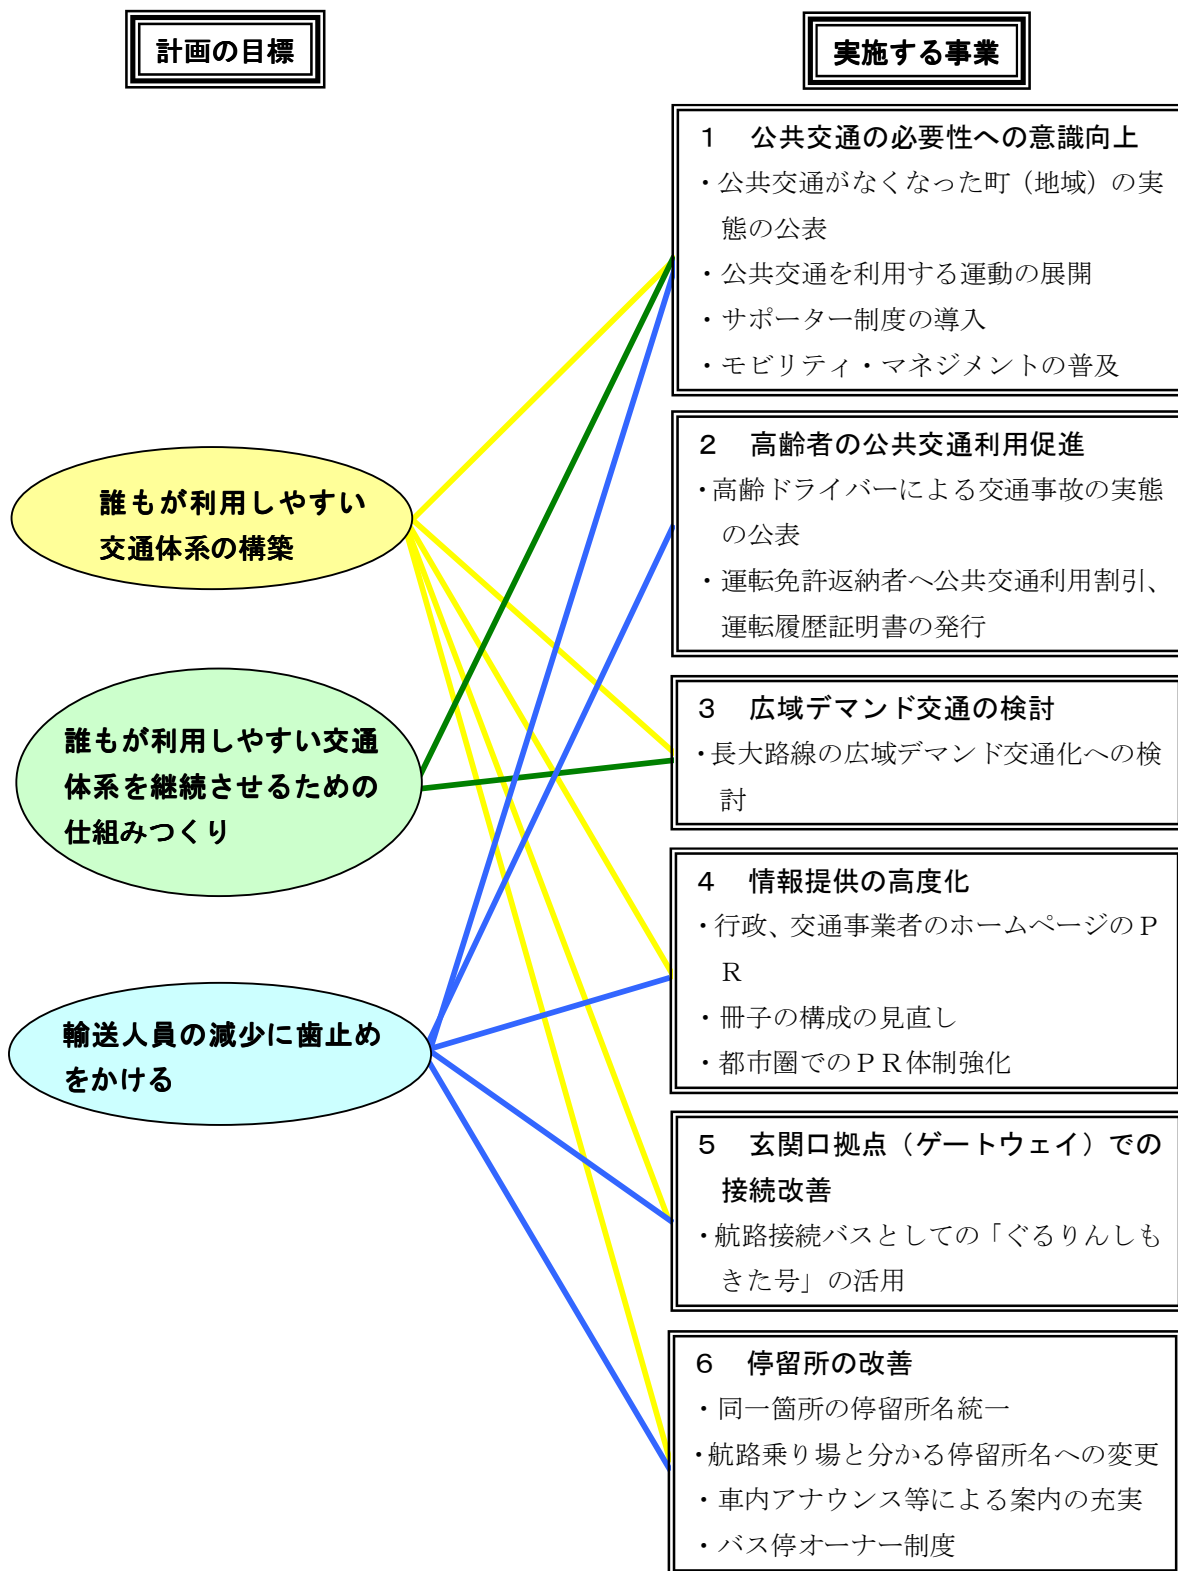 計画の目標
実施する事業
誰もが利用しやすい
交通体系の構築
誰もが利用しやすい交通
体系を継続させるための
仕組みつくり
輸送人員の減少に歯止め
をかける
１　公共交通の必要性への意識向上
・公共交通がなくなった町（地域）の実
態の公表
・公共交通を利用する運動の展開
・サポーター制度の導入
・モビリティ・マネジメントの普及
２　高齢者の公共交通利用促進
・高齢ドライバーによる交通事故の実態
の公表
・運転免許返納者へ公共交通利用割引、
運転履歴証明書の発行
３　広域デマンド交通の検討
・長大路線の広域デマンド交通化への検
討
４　情報提供の高度化
・行政、交通事業者のホームページのＰ
Ｒ
・冊子の構成の見直し
・都市圏でのＰＲ体制強化
５　玄関口拠点（ゲートウェイ）での
接続改善
・航路接続バスとしての「ぐるりんしも
きた号」の活用
６　停留所の改善
・同一箇所の停留所名統一
・航路乗り場と分かる停留所名への変更
・車内アナウンス等による案内の充実
・バス停オーナー制度